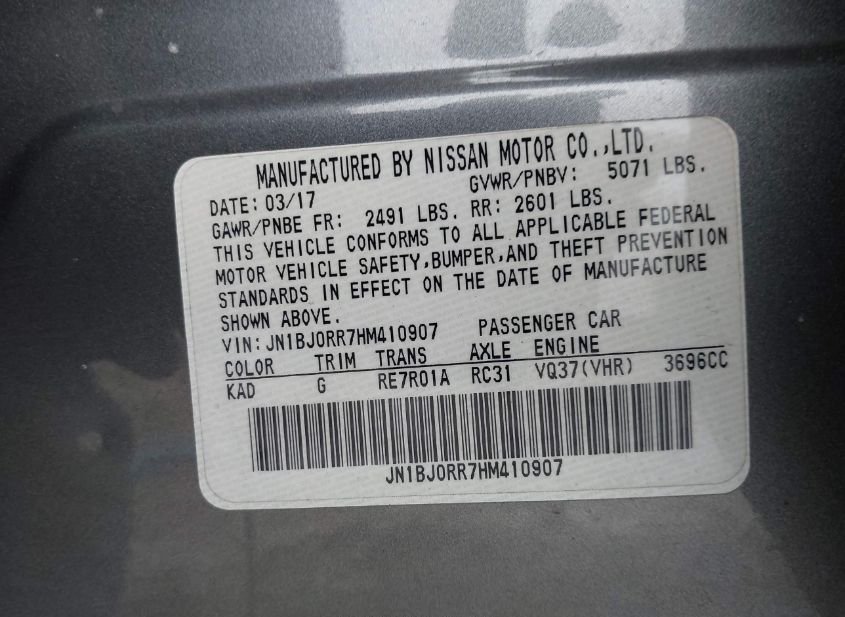 MANUFACTURED BY NISSAN MOTOR CO.,LTD.
DATE: 03/17 GVWR/PNBV: 5071 LBS.
GAWR/PNBE FR: 2491 LBS. RR: 2601 LBS.
THIS VEHICLE CONFORMS TO ALL APPLICABLE FEDERAL
MOTOR VEHICLE SAFETY,BUMPER,AND THEFT PREVENTION
STANDARDS IN EFFECT ON THE DATE OF MANUFACTURE
SHOWN ABOVE.
VIN: JN1BJ0RR7HM410907 PASSENGER CAR
COLOR TRIM TRANS AXLE ENGINE
KAD G RE7R01A RC31 VQ37(VHR) 3696CC
JN1BJ0RR7HM410907